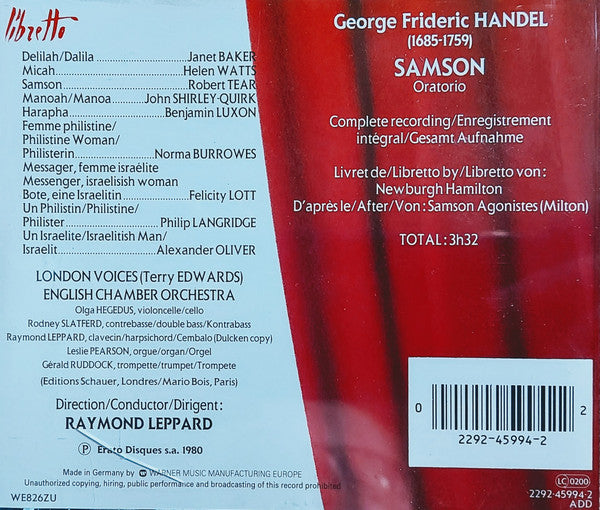 libretto
Delilah/Dalila ........................ Janet BAKER
Micah ................................ Helen WATTS
Samson ............................. Robert TEAR
Manoah/Manoa ...... John SHIRLEY-QUIRK
Harapha ..................... Benjamin LUXON
Femme philistine/
Philistine Woman/
Philisterin .................. Norma BURROWES
Messager, femme israélite
Messenger, israelisish woman
Bote, eine Israelitin ............ Felicity LOTT
Un Philistin/Philistine/
Philister ................. Philip LANGRIDGE
Un Israelite/Israelitish Man/
Israelit .................. Alexander OLIVER
LONDON VOICES (Terry EDWARDS)
ENGLISH CHAMBER ORCHESTRA
Olga HEGEDUS, violoncelle/cello
Rodney SLATFERD, contrebasse/double bass/Kontrabass
Raymond LEPPARD, clavecin/harpsichord/Cembalo (Dulcken copy)
Leslie PEARSON, orgue/organ/Orgel
Gérald RUDDOCK, trompette/trumpet/Trompete
(Editions Schauer, Londres/Mario Bois, Paris)
Direction/Conductor/Dirigent:
RAYMOND LEPPARD
Ⓟ Erato Disques s.a. 1980
Made in Germany by WARNER MUSIC MANUFACTURING EUROPE
Unauthorized copying, hiring, public performance and broadcasting of this record prohibited
WE826ZU
George Frideric HANDEL
(1685-1759)
SAMSON
Oratorio
Complete recording/Enregistrement
intégral/Gesamt Aufnahme
Livret de/Libretto by/Libretto von:
Newburgh Hamilton
D'après le/After/Von: Samson Agonistes (Milton)
TOTAL: 3h32
0 2
2292-45994-2
LC 0200
2292-45994-2
ADD